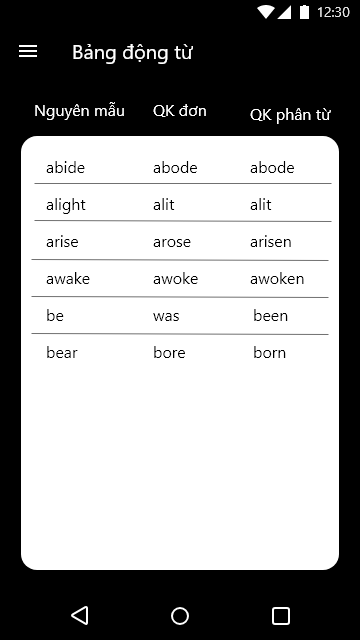 12:30
Bảng động từ
Nguyên mẫu QK đơn QK phân từ
abide abode abode
alight alit alit
arise arose arisen
awake awoke awoken
be was been
bear bore born